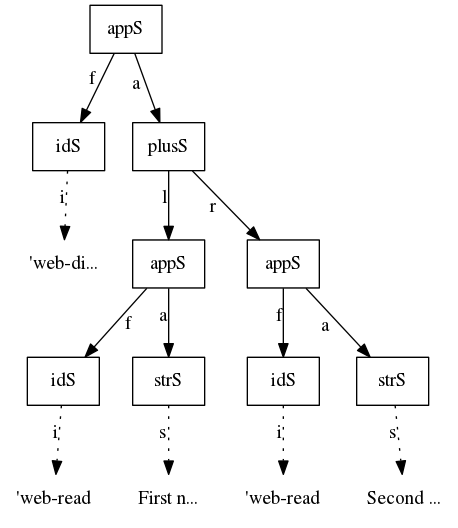 appS
f
a
idS
plusS
i
l
r
'web-di...
appS
appS
f
a
f
a
idS
strS
idS
strS
i
s
i
s
'web-read
First n...
'web-read
Second ...